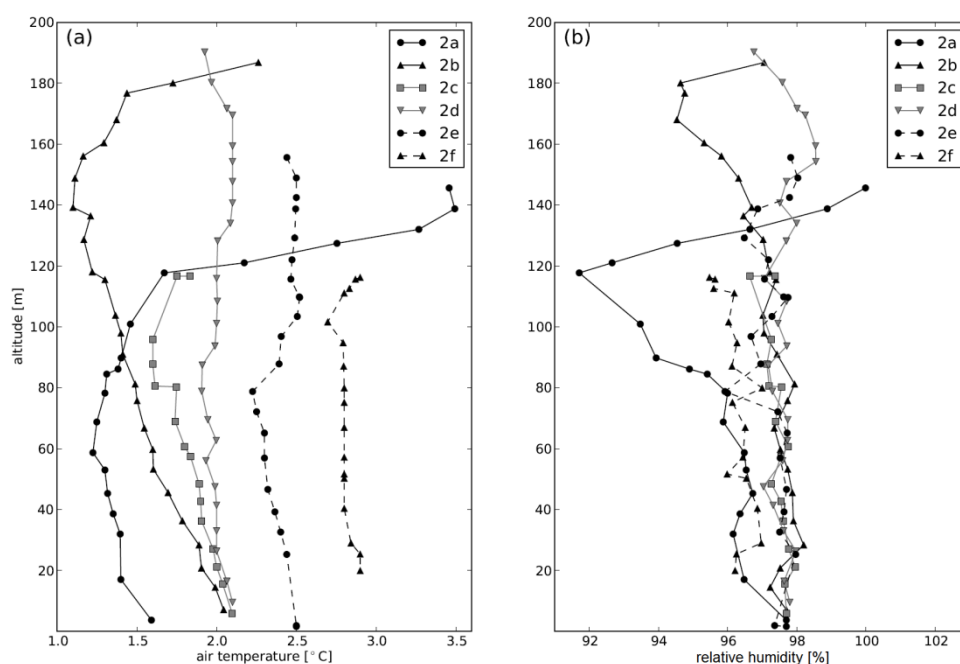 (a)
2a
2b
2c
2d
2e
2f
200
180
160
140
120
100
80
60
40
20
altitude [m]
1.0 1.5 2.0 2.5 3.0 3.5
air temperature [°C]
(b)
2a
2b
2c
2d
2e
2f
200
180
160
140
120
100
80
60
40
20
altitude [m]
92 94 96 98 100 102
relative humidity [%]